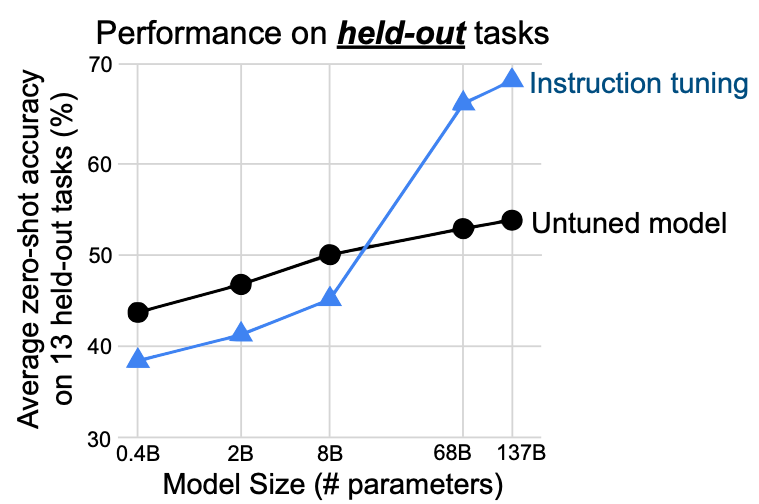 Performance on held-out tasks
Average zero-shot accuracy
on 13 held-out tasks (%)
70
60
50
40
30
Instruction tuning
Untuned model
0.4B 2B 8B 68B 137B
Model Size (# parameters)